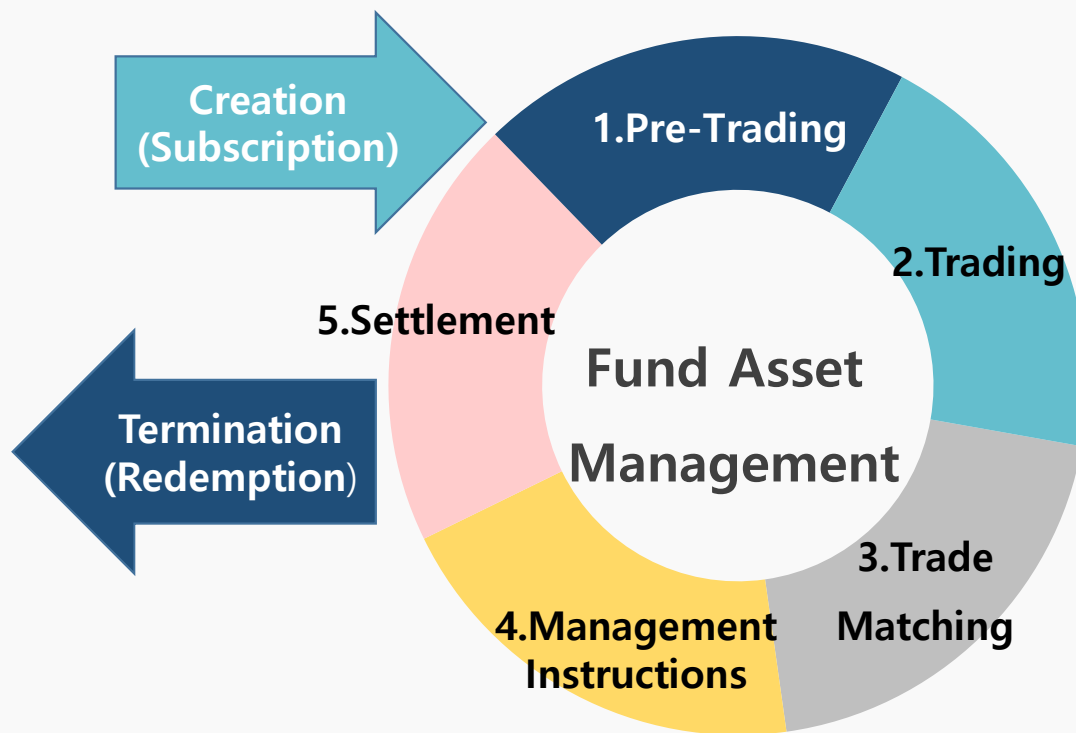 Creation
(Subscription)
1.Pre-Trading
2.Trading
5.Settlement
Fund Asset
Management
Termination
(Redemption)
3.Trade
Matching
4.Management
Instructions